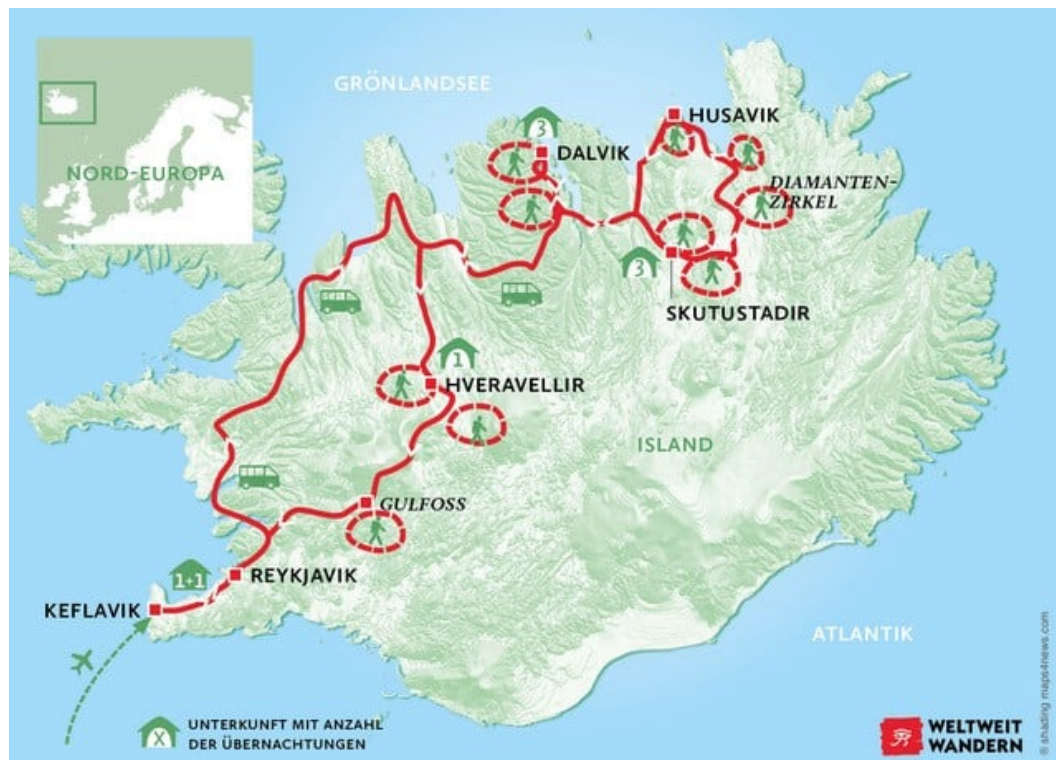 GRÖNLANDSEE
NORD-EUROPA
3
DALVIK
HUSAVIK
DIAMANTEN-
ZIRKEL
3
SKUTUSTADIR
1
HVERAVELLIR
ISLAND
GULFOSS
1+1
REYKJAVIK
KEFLAVIK
ATLANTIK
X
UNTERKUNFT MIT ANZAHL
DER ÜBERNACHTUNGEN
WELTWEIT
WANDERN
® shading maps4news.com